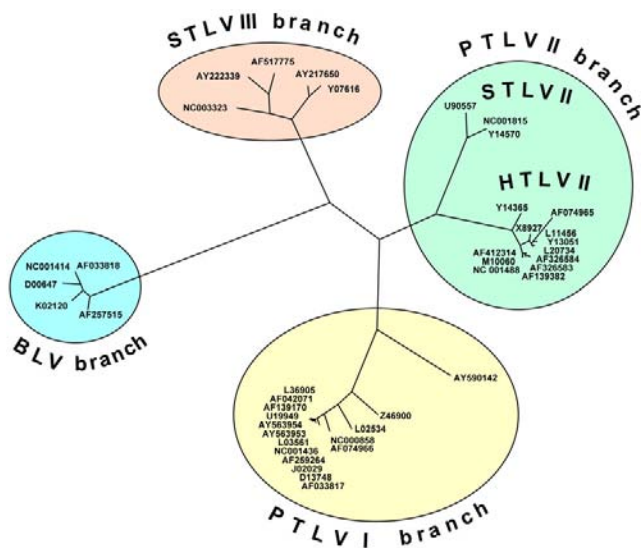 STLVIII branch
AF517775
AY222339
AY217650
Y07616
NC003323
PTLVII branch
STLVII
U90557
NC001815
Y14570
HTLVII
Y14365
AF074965
X8927
L11456
Y13051
AF412314
L20734
M10060
AF326584
NC 001488
AF326583
AF139382
NC001414
AF033818
D00647
K02120
AF257515
BLV branch
AY590142
L36905
AF042071
AF139170
U19949
AY563954
AY563953
L03561
NC001436
AF259264
J02029
D13748
AF033817
Z46900
L02534
NC000858
AF074966
PTLV I branch